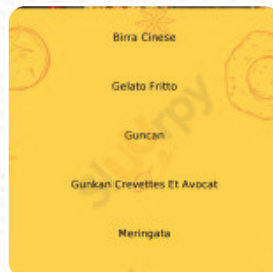 Birra Cinese
Gelato Fritto
Guncan
Gunkan Crevettes Et Avocat
Meringata